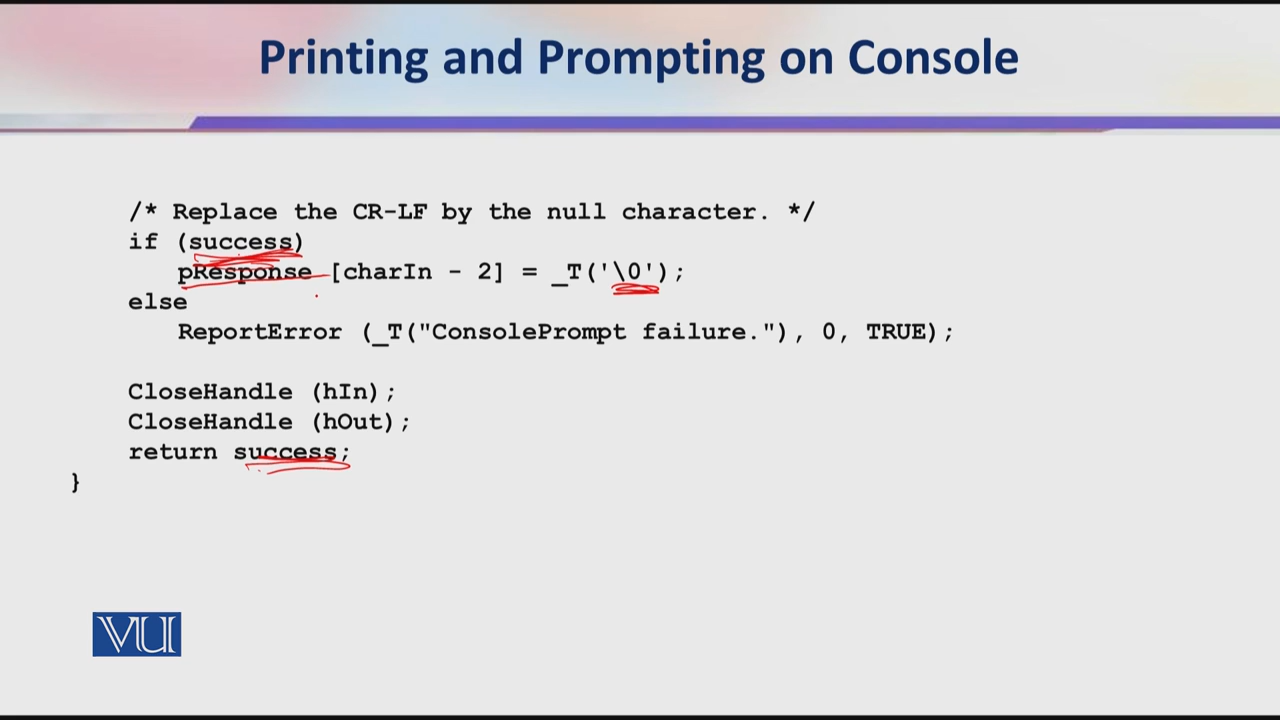 Printing and Prompting on Console
/* Replace the CR-LF by the null character. */
if (success)
pResponse [charIn - 2] = _T('\0');
else
ReportError (_T("ConsolePrompt failure."), 0, TRUE);
CloseHandle (hIn);
CloseHandle (hOut);
return success;
}
VU